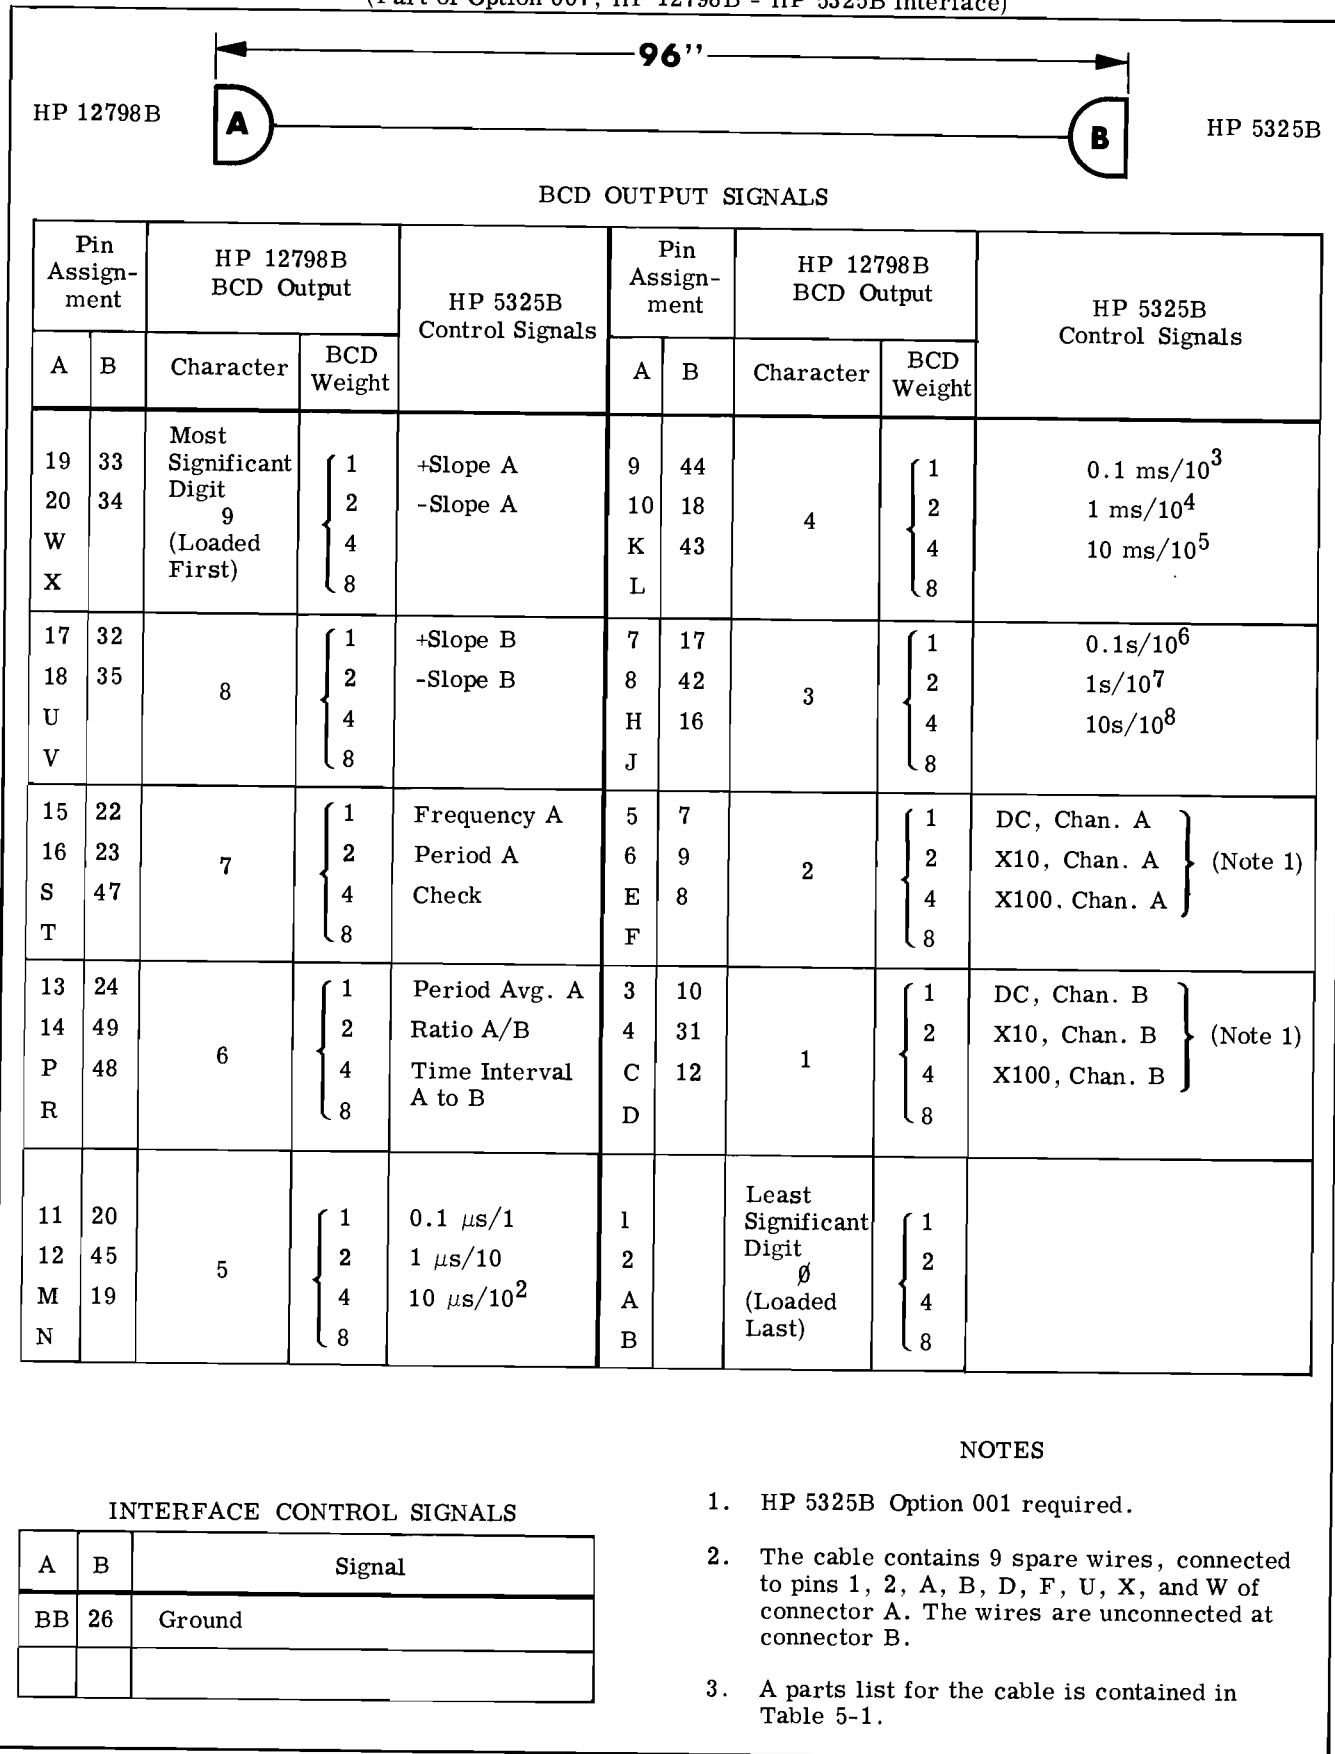 (Part of Option 007, HP 12798B - HP 5325B Interface)
96''
HP 12798B A B HP 5325B
BCD OUTPUT SIGNALS
Pin Assign- ment | HP 12798B BCD Output | HP 5325B Control Signals | Pin Assign- ment | HP 12798B BCD Output | HP 5325B Control Signals
A | B | Character | BCD Weight | A | B | Character | BCD Weight
Most
Significant
Digit
9
(Loaded
First)
19 33 1 +Slope A
20 34 2 -Slope A
W 4
X 8
4
9 44 1 0.1 ms/10³
10 18 2 1 ms/10⁴
K 43 4 10 ms/10⁵
L 8
8
17 32 1 +Slope B
18 35 2 -Slope B
U 4
V 8
3
7 17 1 0.1s/10⁶
8 42 2 1s/10⁷
H 16 4 10s/10⁸
J 8
7
15 22 1 Frequency A
16 23 2 Period A
S 47 4 Check
T 8
2
5 7 1 DC, Chan. A
6 9 2 X10, Chan. A (Note 1)
E 8 4 X100. Chan. A
F 8
6
13 24 1 Period Avg. A
14 49 2 Ratio A/B
P 48 4 Time Interval
A to B
R 8
1
3 10 1 DC, Chan. B
4 31 2 X10, Chan. B (Note 1)
C 12 4 X100, Chan. B
D 8
5
11 20 1 0.1 μs/1
12 45 2 1 μs/10
M 19 4 10 μs/10²
N 8
Least
Significant
Digit
Ø
(Loaded
Last)
1 1
2 2
A 4
B 8
INTERFACE CONTROL SIGNALS
A B Signal
BB 26 Ground
NOTES
1. HP 5325B Option 001 required.
2. The cable contains 9 spare wires, connected
to pins 1, 2, A, B, D, F, U, X, and W of
connector A. The wires are unconnected at
connector B.
3. A parts list for the cable is contained in
Table 5-1.